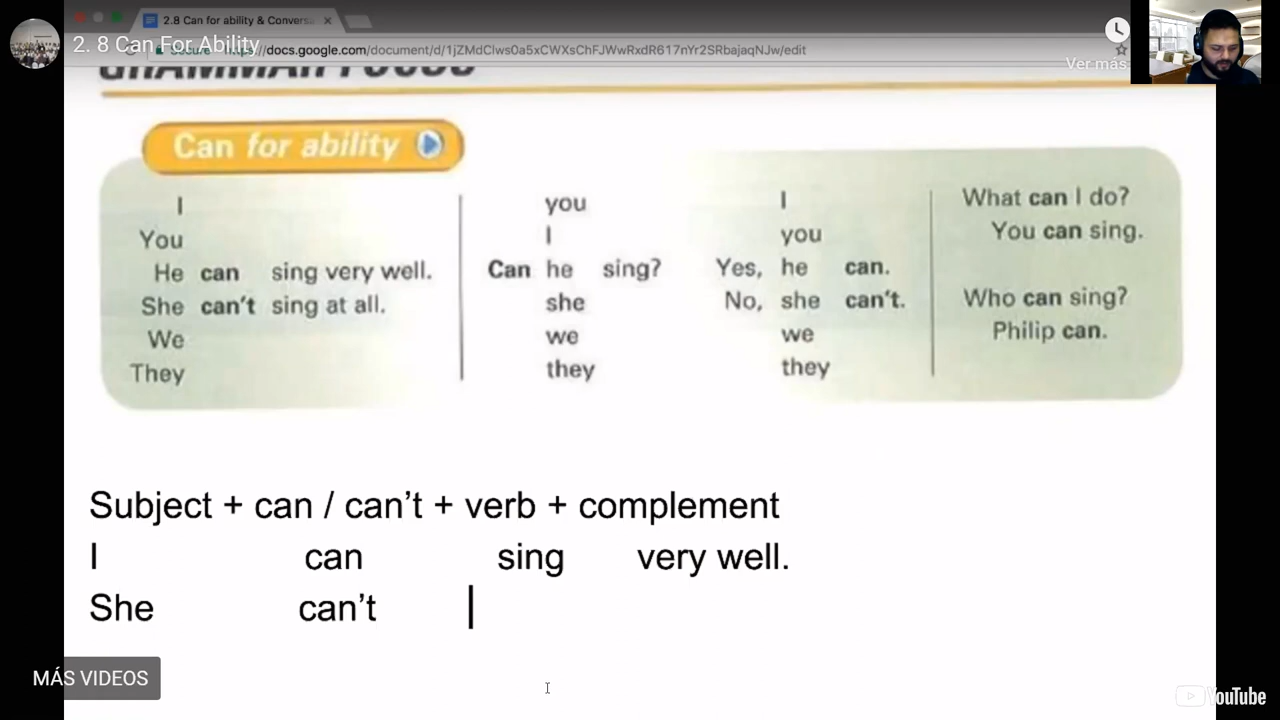 2.8 Can for ability & Conversa
2. 8 Can For Ability
docs.google.com/document/d/
/edit
Ver más
GRAMMAR FOCUS
Can for ability
I
You
He can sing very well.
She can't sing at all.
We
They
you
I
Can he sing?
she
we
they
I
you
Yes, he can.
No, she can't.
we
they
What can I do?
You can sing.
Who can sing?
Philip can.
Subject + can / can't + verb + complement
I can sing very well.
She can't
MÁS VIDEOS
YouTube